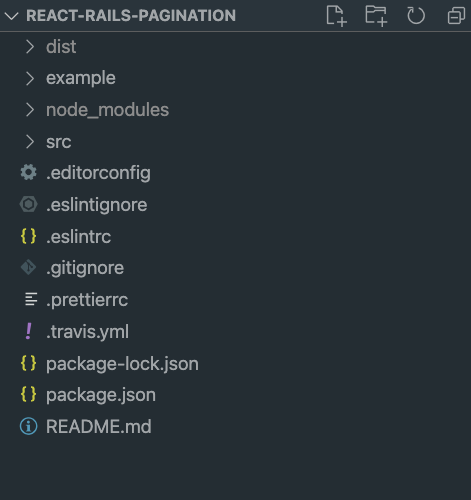 REACT-RAILS-PAGINATION
dist
example
node_modules
src
.editorconfig
.eslintignore
.eslintrc
.gitignore
.prettierrc
.travis.yml
package-lock.json
package.json
README.md